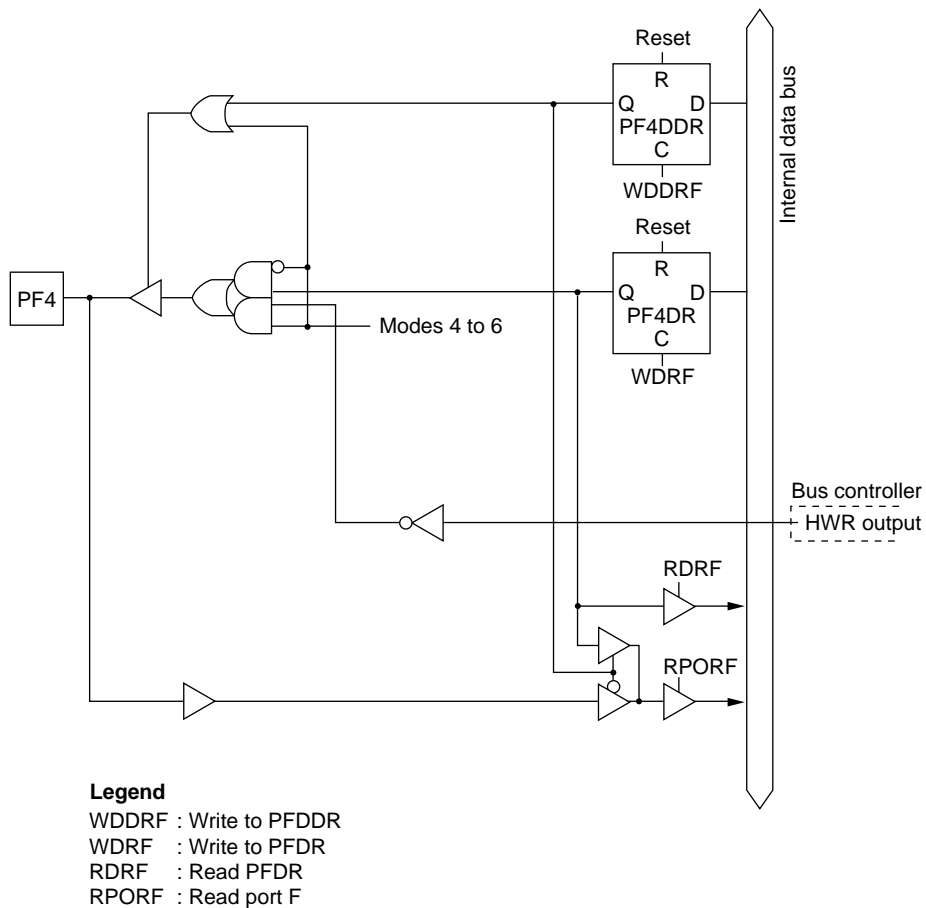 Reset
R
Q D
PF4DDR
C
WDDRF
Internal data bus
Reset
R
PF4
Q D
PF4DR
C
Modes 4 to 6
WDRF
Bus controller
HWR output
RDRF
RPORF
Legend
WDDRF : Write to PFDDR
WDRF : Write to PFDR
RDRF : Read PFDR
RPORF : Read port F